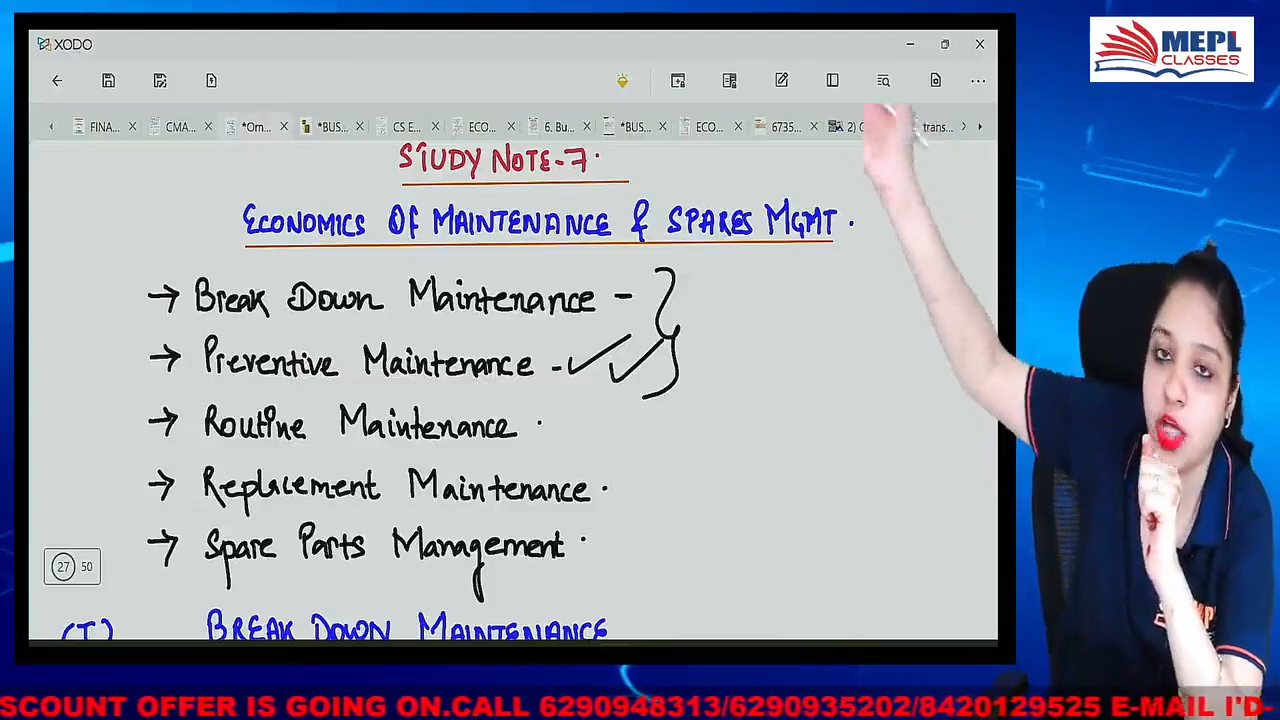 XODO
MEPL
CLASSES
FINA... CMA... *Om... *BUS... CS E... ECO... 6. Bu... *BUS... ECO... 6735... 2) trans...
STUDY NOTE-7.
ECONOMICS OF MAINTENANCE & SPARES MGMT.
→ Break Down Maintenance -
→ Preventive Maintenance -
→ Routine Maintenance.
→ Replacement Maintenance.
→ Spare Parts Management.
27 50
(I) BREAK DOWN MAINTENANCE
SCOUNT OFFER IS GOING ON.CALL 6290948313/6290935202/8420129525 E-MAIL I'D-